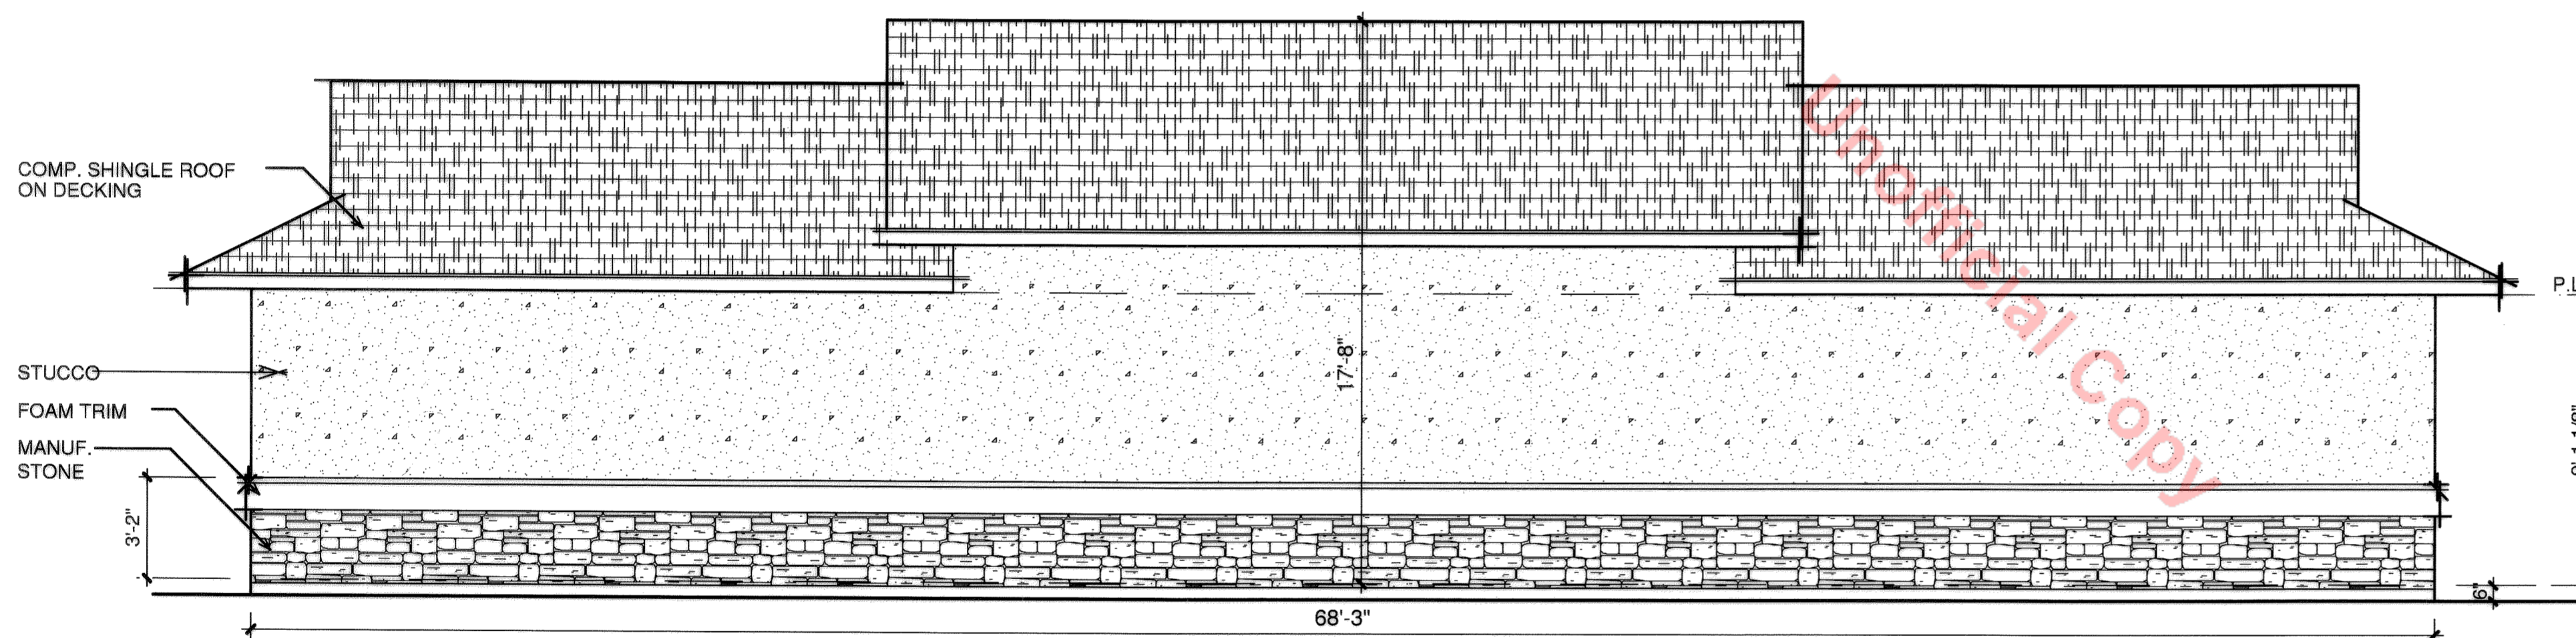 COMP. SHINGLE ROOF
ON DECKING
STUCCO
FOAM TRIM
MANUF.
STONE
3'-2"
17'-8"
68'-3"
6"
P.L
Unofficial Copy